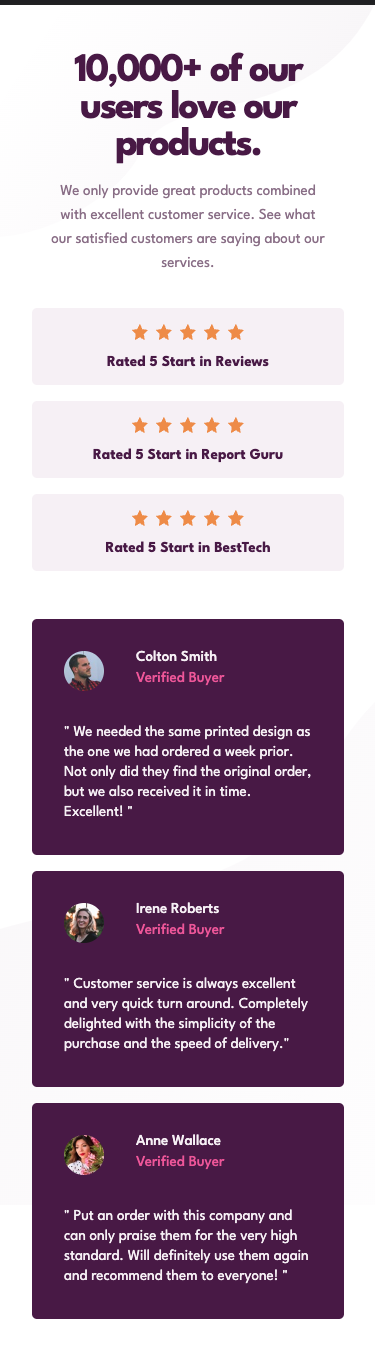 10,000+ of our
users love our
products.
We only provide great products combined
with excellent customer service. See what
our satisfied customers are saying about our
services.
Rated 5 Start in Reviews
Rated 5 Start in Report Guru
Rated 5 Start in BestTech
Colton Smith
Verified Buyer
" We needed the same printed design as
the one we had ordered a week prior.
Not only did they find the original order,
but we also received it in time.
Excellent! "
Irene Roberts
Verified Buyer
" Customer service is always excellent
and very quick turn around. Completely
delighted with the simplicity of the
purchase and the speed of delivery."
Anne Wallace
Verified Buyer
" Put an order with this company and
can only praise them for the very high
standard. Will definitely use them again
and recommend them to everyone! "